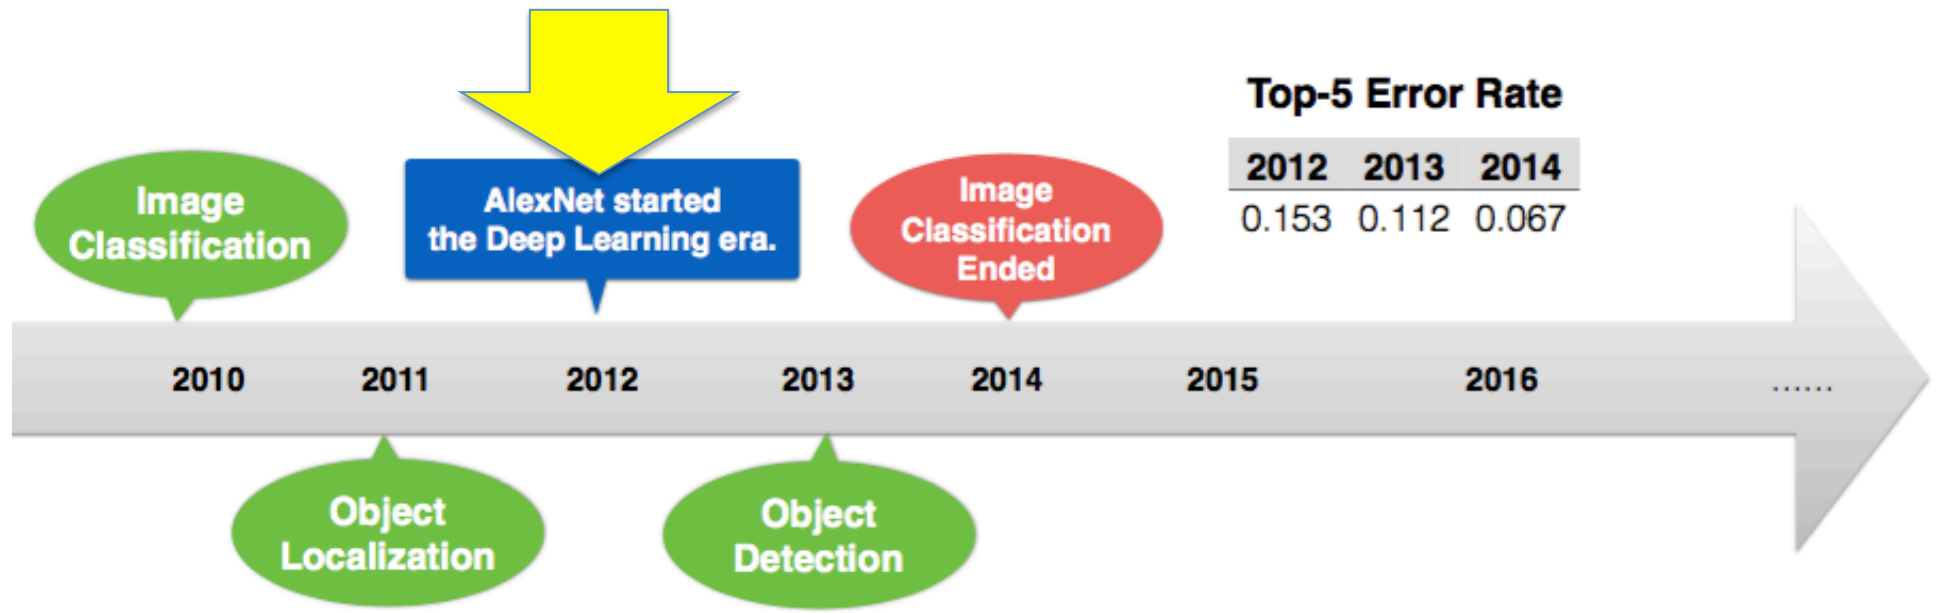 Top-5 Error Rate
2012 2013 2014
0.153 0.112 0.067
Image
Classification
AlexNet started
the Deep Learning era.
Image
Classification
Ended
2010 2011 2012 2013 2014 2015 2016 ......
Object
Localization
Object
Detection